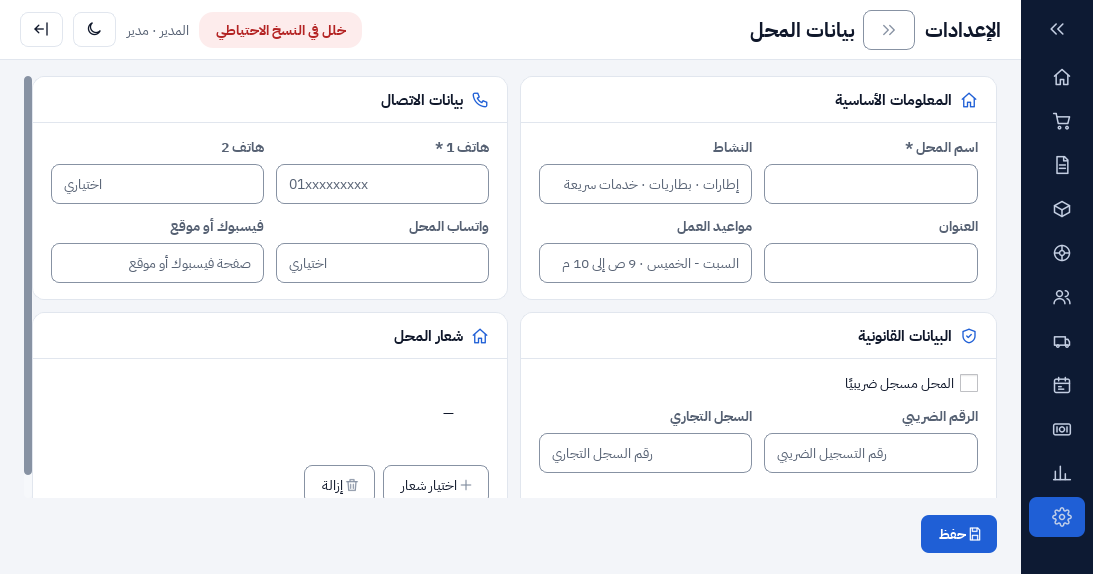 الإعدادات
بيانات المحل
خلل في النسخ الاحتياطي
المدير · مدير
المعلومات الأساسية
اسم المحل *
النشاط
إطارات · بطاريات · خدمات سريعة
العنوان
مواعيد العمل
السبت - الخميس · 9 ص إلى 10 م
بيانات الاتصال
هاتف 1 *
هاتف 2
01xxxxxxxxx
اختياري
واتساب المحل
فيسبوك أو موقع
اختياري
صفحة فيسبوك أو موقع
البيانات القانونية
المحل مسجل ضريبيًا
الرقم الضريبي
السجل التجاري
رقم التسجيل الضريبي
رقم السجل التجاري
شعار المحل
—
اختيار شعار
إزالة
حفظ